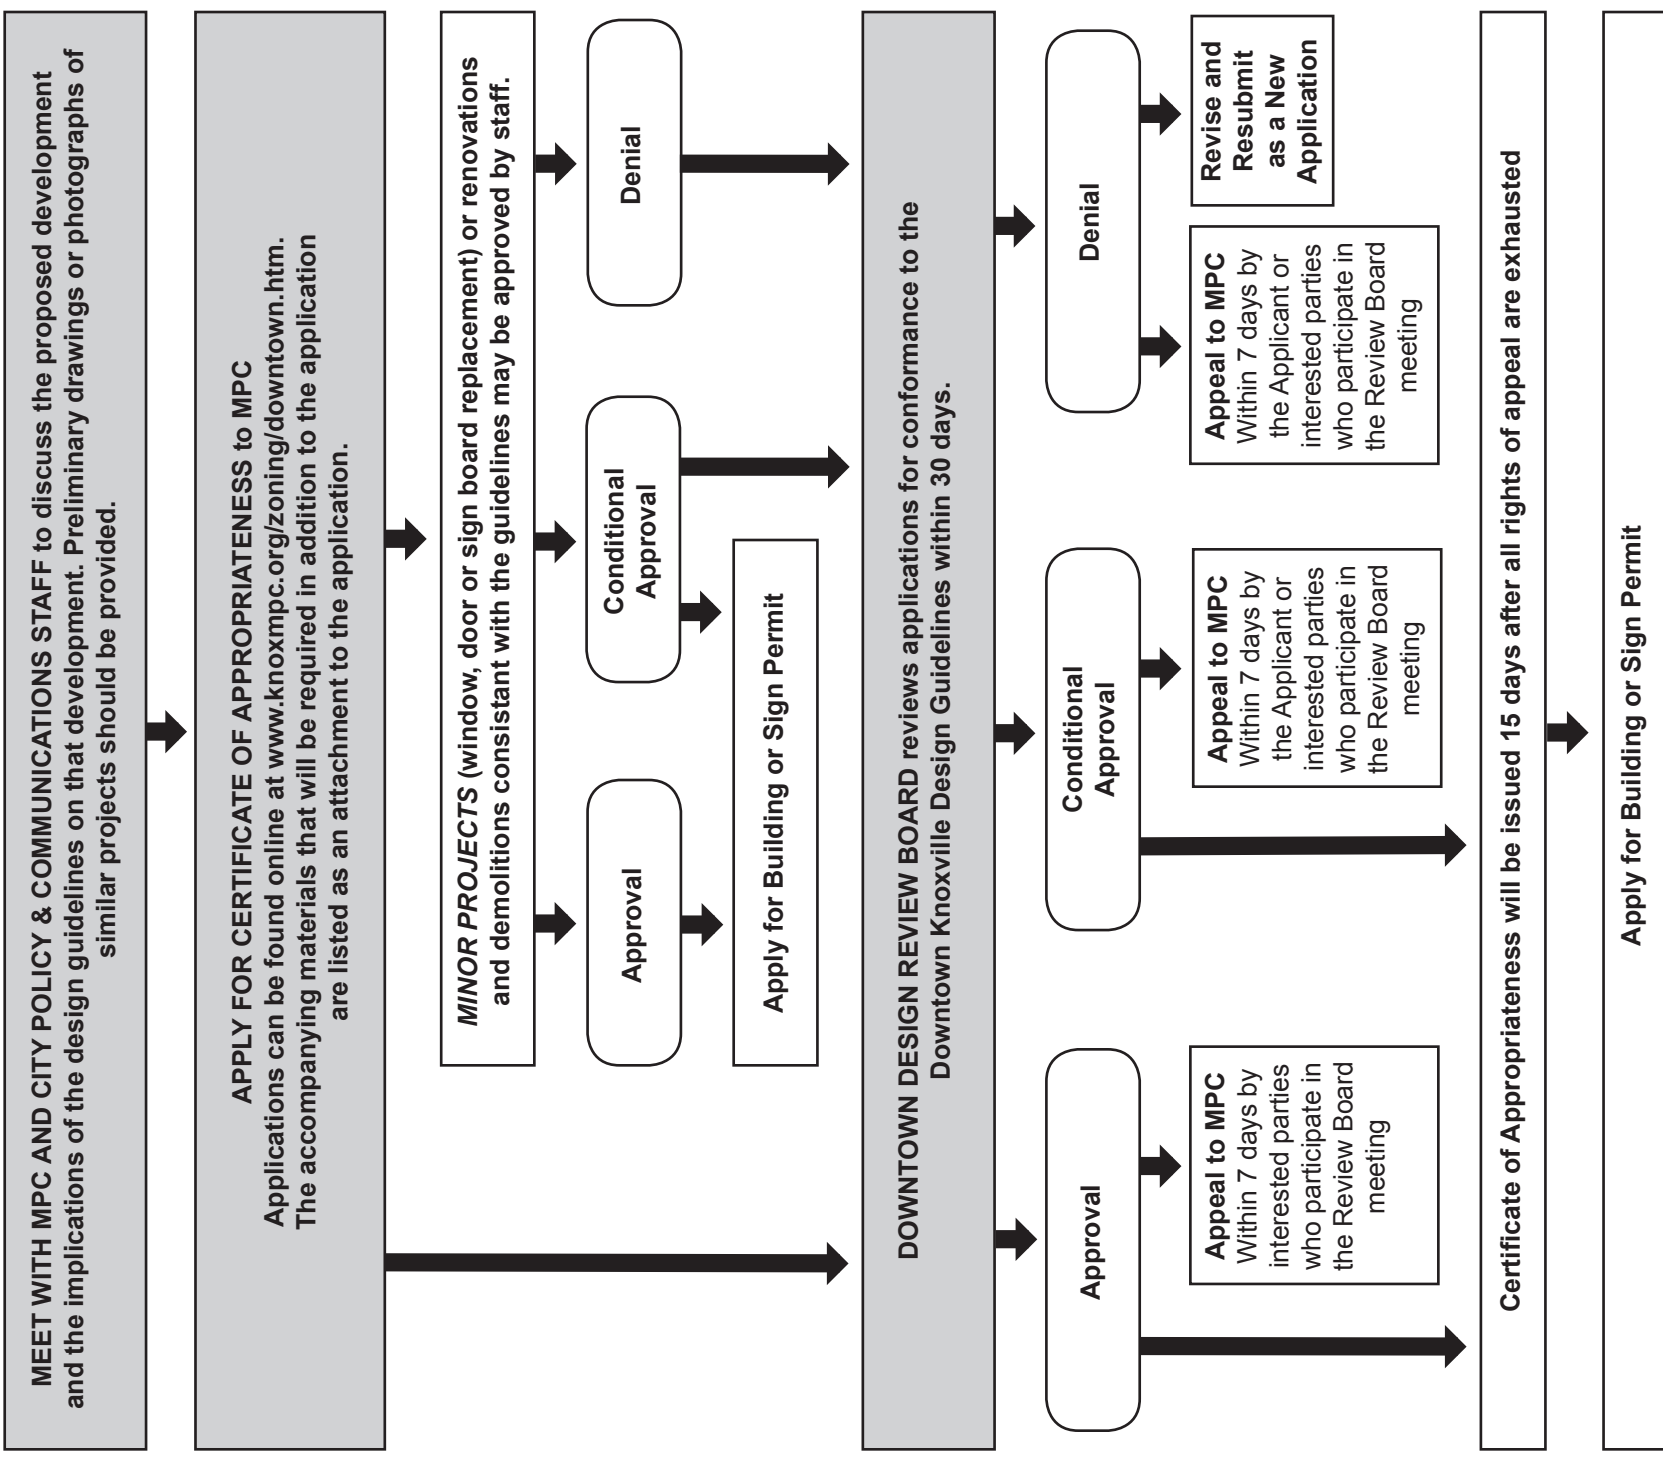 MEET WITH MPC AND CITY POLICY & COMMUNICATIONS STAFF to discuss the proposed development
and the implications of the design guidelines on that development. Preliminary drawings or photographs of
similar projects should be provided.
APPLY FOR CERTIFICATE OF APPROPRIATENESS to MPC
Applications can be found online at www.knoxmpc.org/zoning/downtown.htm.
The accompanying materials that will be required in addition to the application
are listed as an attachment to the application.
MINOR PROJECTS (window, door or sign board replacement) or renovations
and demolitions consistant with the guidelines may be approved by staff.
Approval
Conditional
Approval
Denial
Apply for Building or Sign Permit
DOWNTOWN DESIGN REVIEW BOARD reviews applications for conformance to the
Downtown Knoxville Design Guidelines within 30 days.
Approval
Conditional
Approval
Denial
Appeal to MPC
Within 7 days by
interested parties
who participate in
the Review Board
meeting
Appeal to MPC
Within 7 days by
the Applicant or
interested parties
who participate in
the Review Board
meeting
Appeal to MPC
Within 7 days by
the Applicant or
interested parties
who participate in
the Review Board
meeting
Revise and
Resubmit
as a New
Application
Certificate of Appropriateness will be issued 15 days after all rights of appeal are exhausted
Apply for Building or Sign Permit